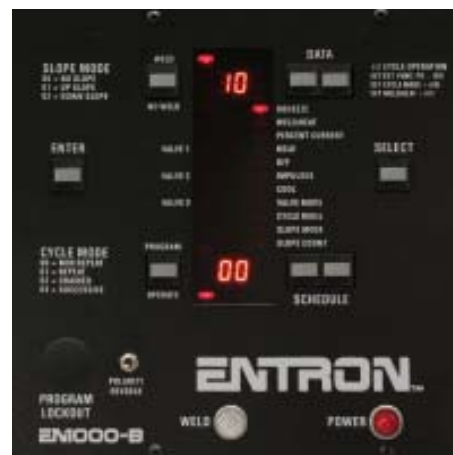 SLOPE MODE
00 = NO SLOPE
01 = UP SLOPE
02 = DOWN SLOPE
WELD
NO WELD
10
DATA
SQUEEZE
WELD/HEAT
PERCENT CURRENT
OFF
IMPULSES
COOL
VALVE MODE
CYCLE MODE
SLOPE MODE
SLOPE COUNT
VALVE 1
VALVE 2
VALVE 3
ENTER
SELECT
CYCLE MODE
00 = NON REPEAT
01 = REPEAT
02 = CHAINED
03 = SUCCESSIVE
PROGRAM
OPERATE
00
SCHEDULE
PROGRAM
LOCKOUT
EN1000-B
POLARITY
REVERSE
ENTRON™
WELD
POWER